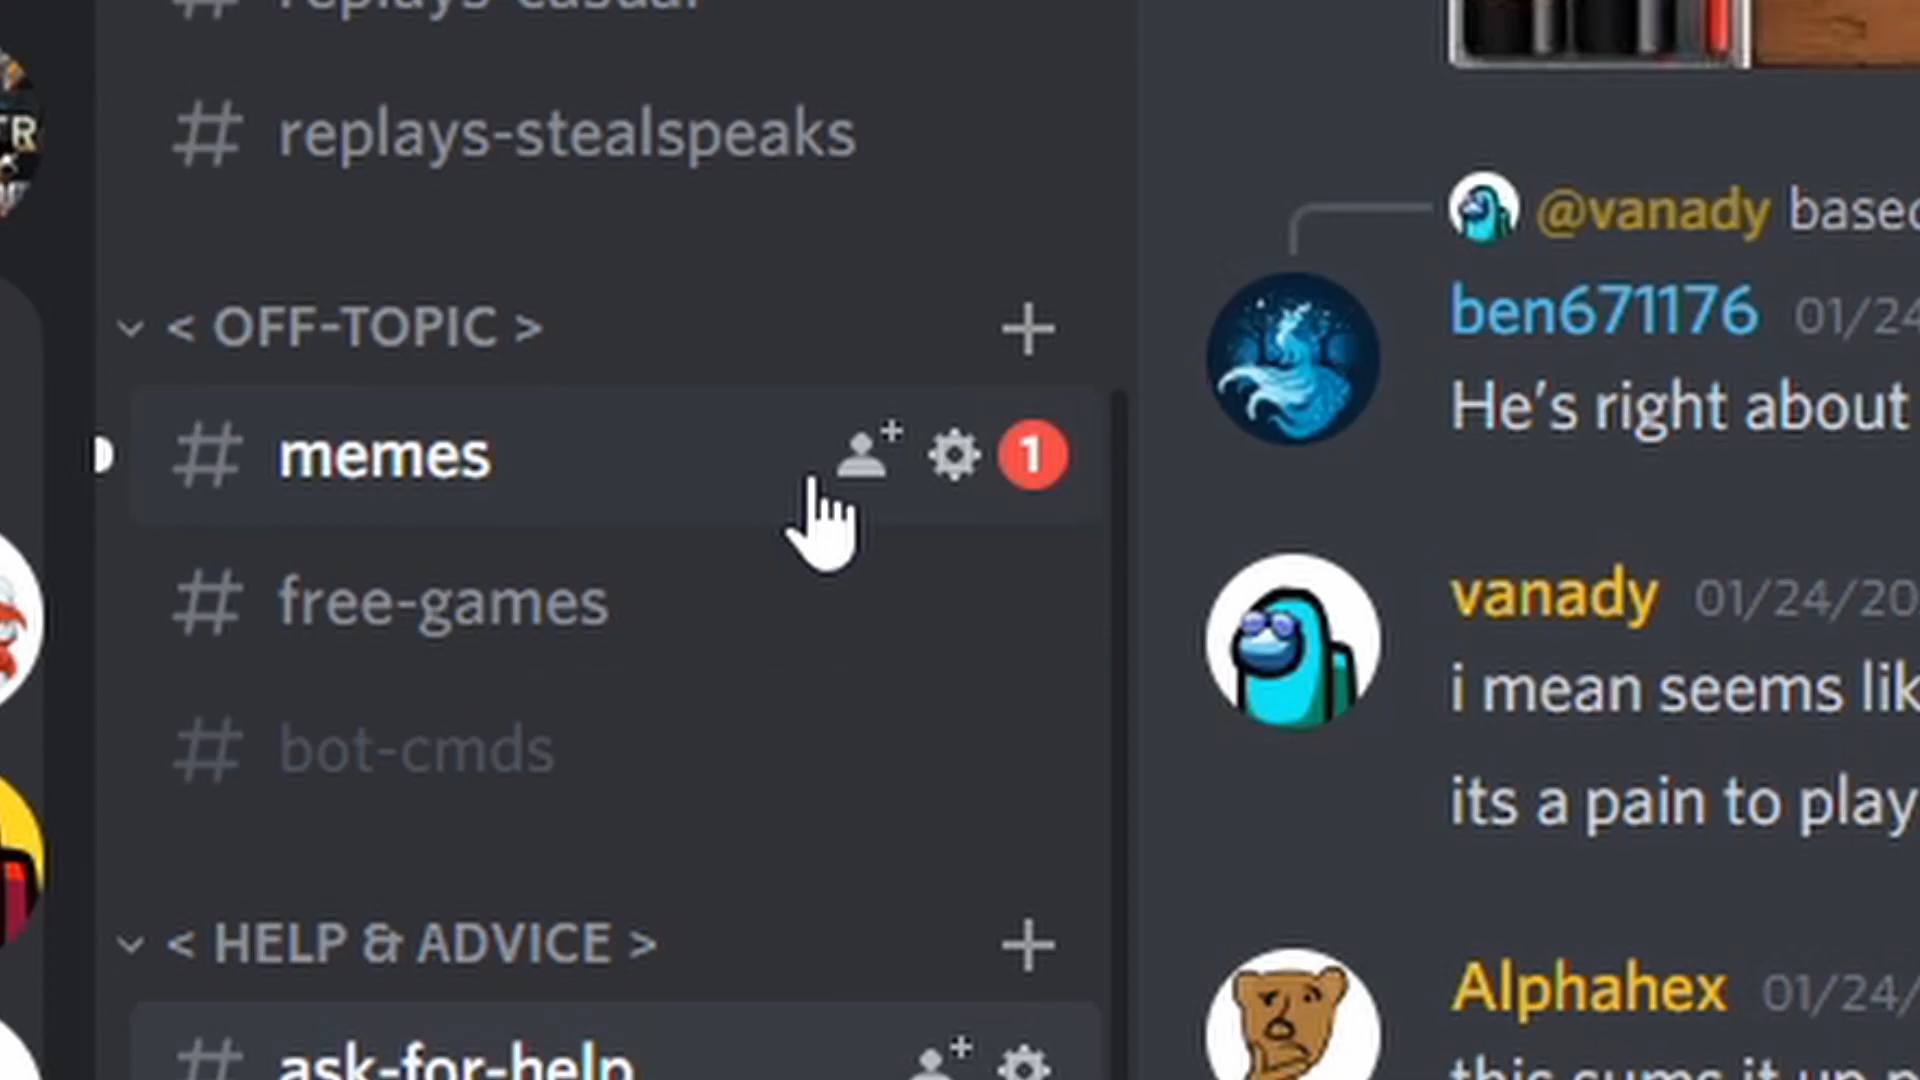 replays-casual
TR
# replays-stealspeaks
@vanady based
< OFF-TOPIC >
ben671176 01/24
He's right about
# memes 1
# free-games
vanady 01/24/20
i mean seems lik
# bot-cmds
its a pain to play
< HELP & ADVICE >
Alphahex 01/24/
# ask-for-help
this sums it up